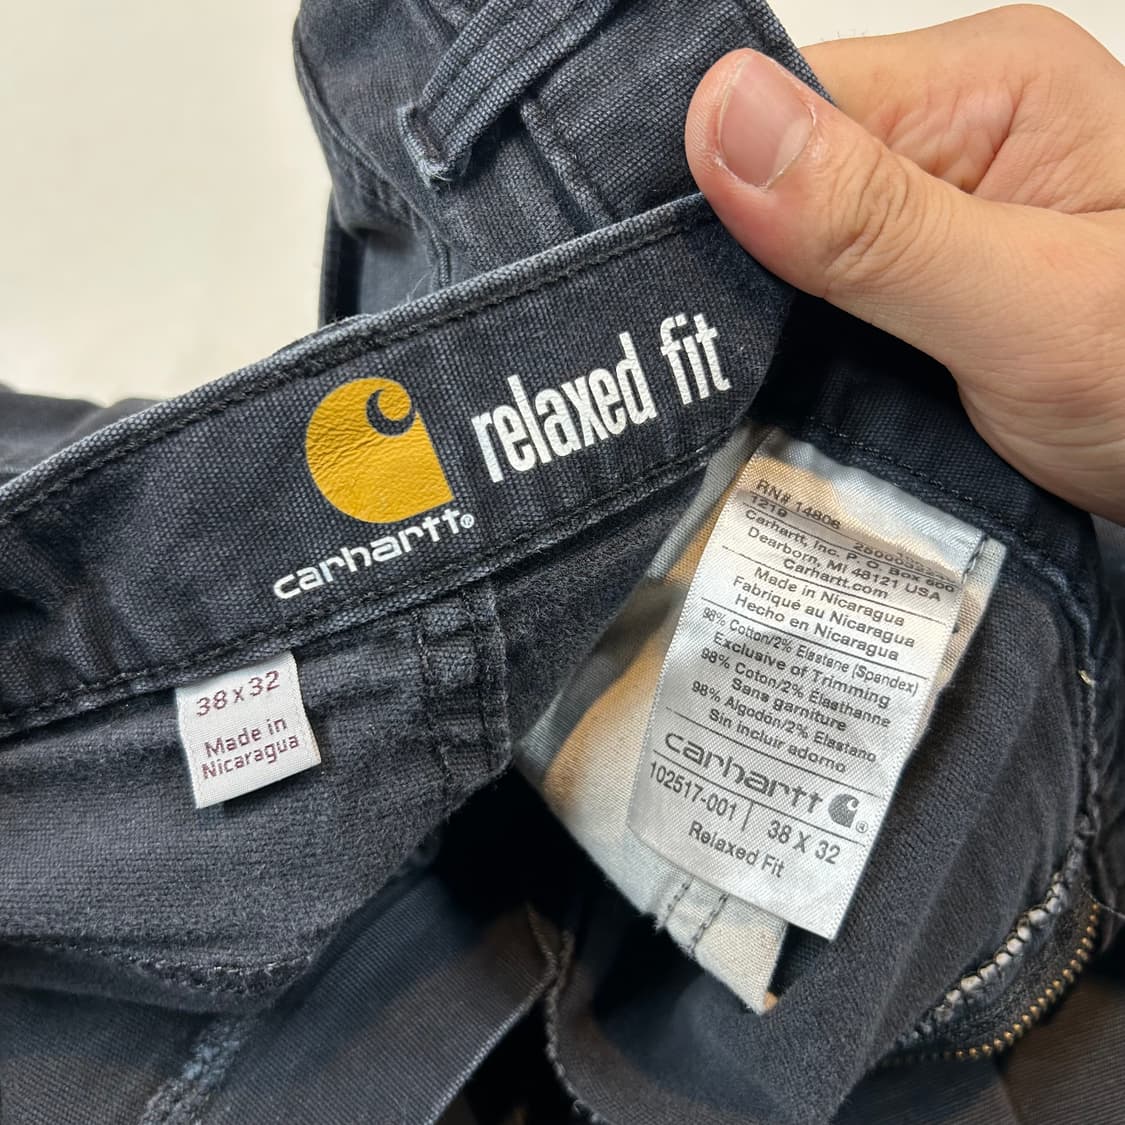 relaxed fit
carhartt®
38 x 32
Made in
Nicaragua
RN# 14806
1219
Carhartt, Inc. P. O. Box 600
Dearborn, MI 48121 USA
Carhartt.com
Made in Nicaragua
Fabriqué au Nicaragua
Hecho en Nicaragua
98% Cotton/2% Elastane (Spandex)
Exclusive of Trimming
98% Coton/2% Elasthanne
Sans garniture
98% Algodón/2% Elastano
Sin incluir adorno
carhartt ®
102517-001 | 38 X 32
Relaxed Fit